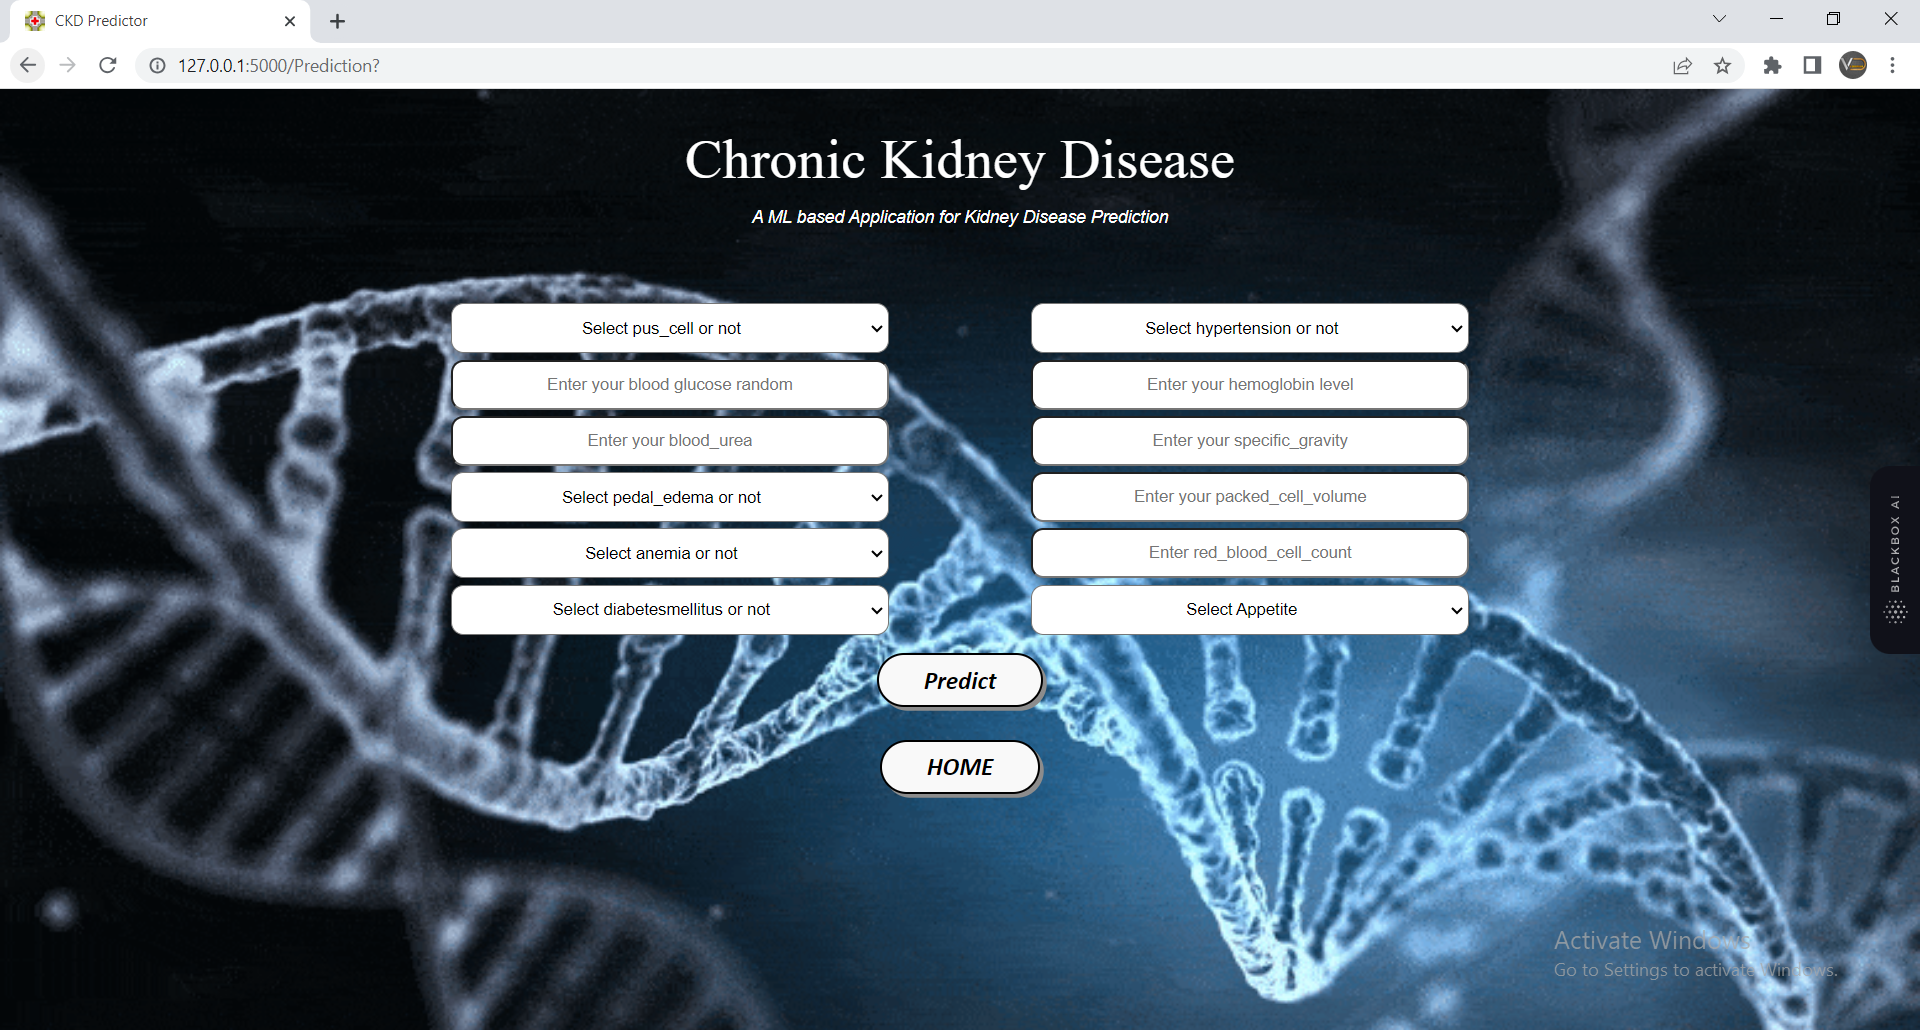 CKD Predictor
127.0.0.1:5000/Prediction?
Chronic Kidney Disease
A ML based Application for Kidney Disease Prediction
Select pus_cell or not
Select hypertension or not
Enter your blood glucose random
Enter your hemoglobin level
Enter your blood_urea
Enter your specific_gravity
Select pedal_edema or not
Enter your packed_cell_volume
Select anemia or not
Enter red_blood_cell_count
Select diabetesmellitus or not
Select Appetite
Predict
HOME
BLACKBOX AI
Activate Windows
Go to Settings to activate Windows.